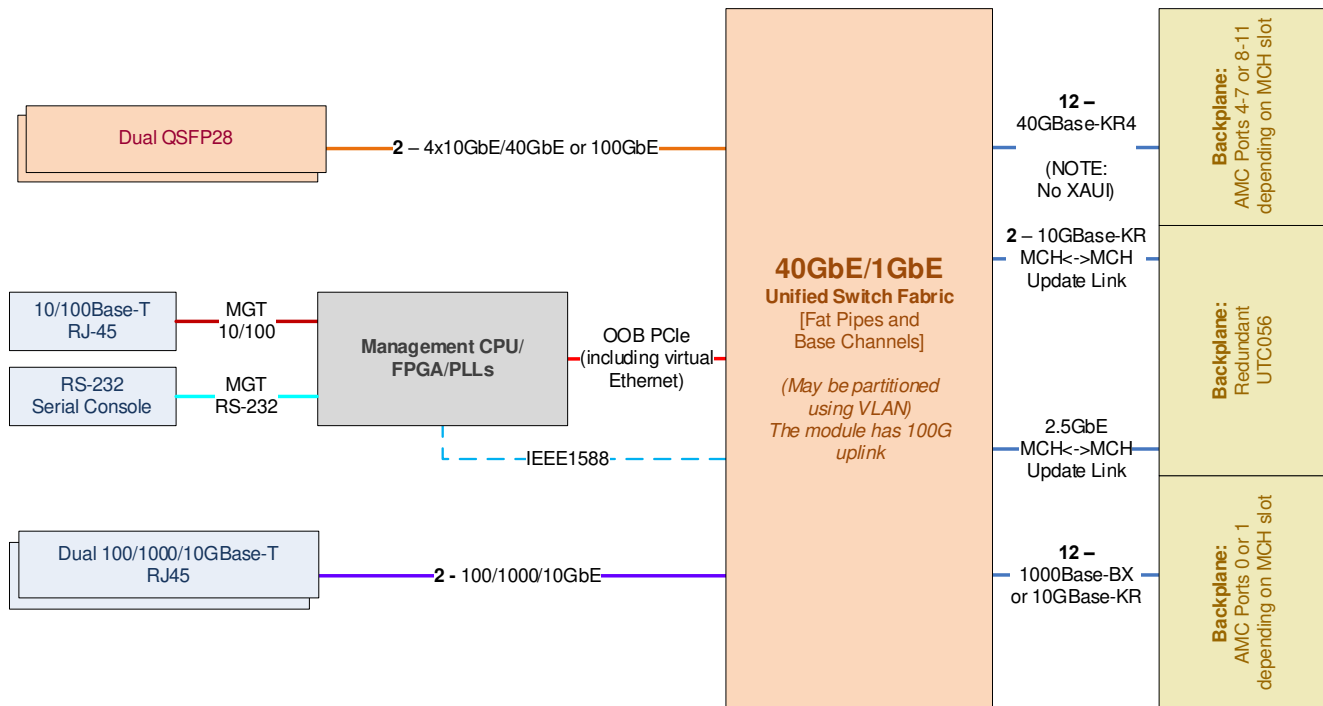 Dual QSFP28
2 – 4x10GbE/40GbE or 100GbE
10/100Base-T
RJ-45
MGT
10/100
RS-232
Serial Console
MGT
RS-232
Management CPU/
FPGA/PLLs
OOB PCIe
(including virtual
Ethernet)
IEEE1588
Dual 100/1000/10GBase-T
RJ45
2 - 100/1000/10GbE
40GbE/1GbE
Unified Switch Fabric
[Fat Pipes and
Base Channels]
(May be partitioned
using VLAN)
The module has 100G
uplink
12 –
40GBase-KR4
(NOTE:
No XAUI)
2 – 10GBase-KR
MCH<->MCH
Update Link
2.5GbE
MCH<->MCH
Update Link
12 –
1000Base-BX
or 10GBase-KR
Backplane:
AMC Ports 4-7 or 8-11
depending on MCH slot
Backplane:
Redundant
UTC056
Backplane:
AMC Ports 0 or 1
depending on MCH slot